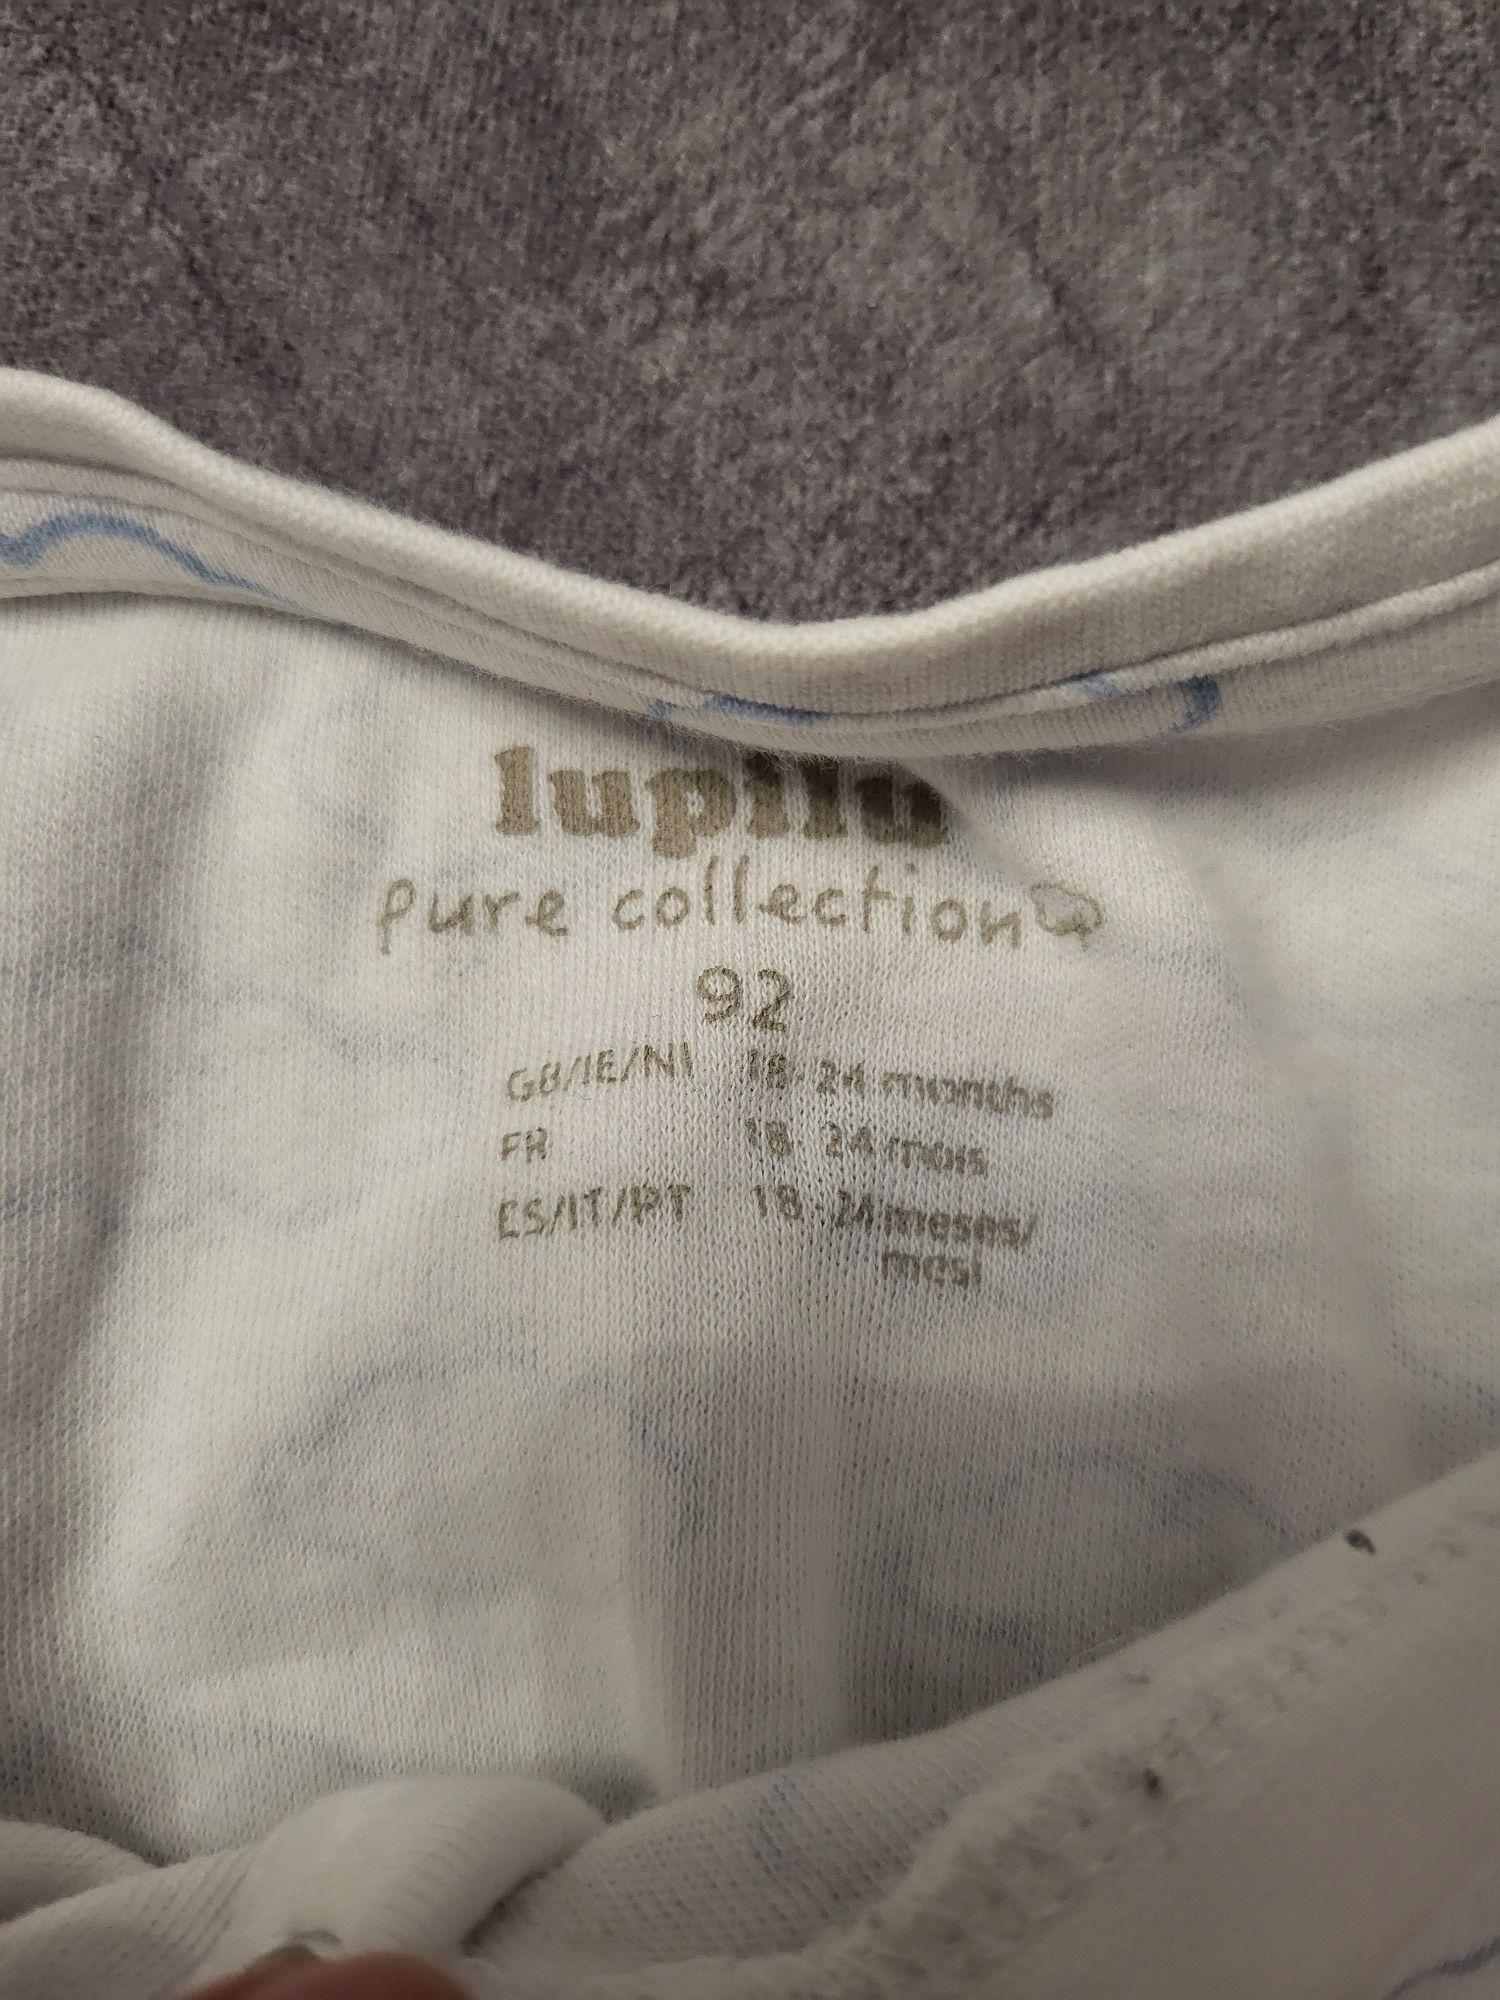 lupilu
pure collection
92
GB/IE/NI 18-24 months
FR 18-24 mois
ES/IT/PT 18-24 meses/
mesi